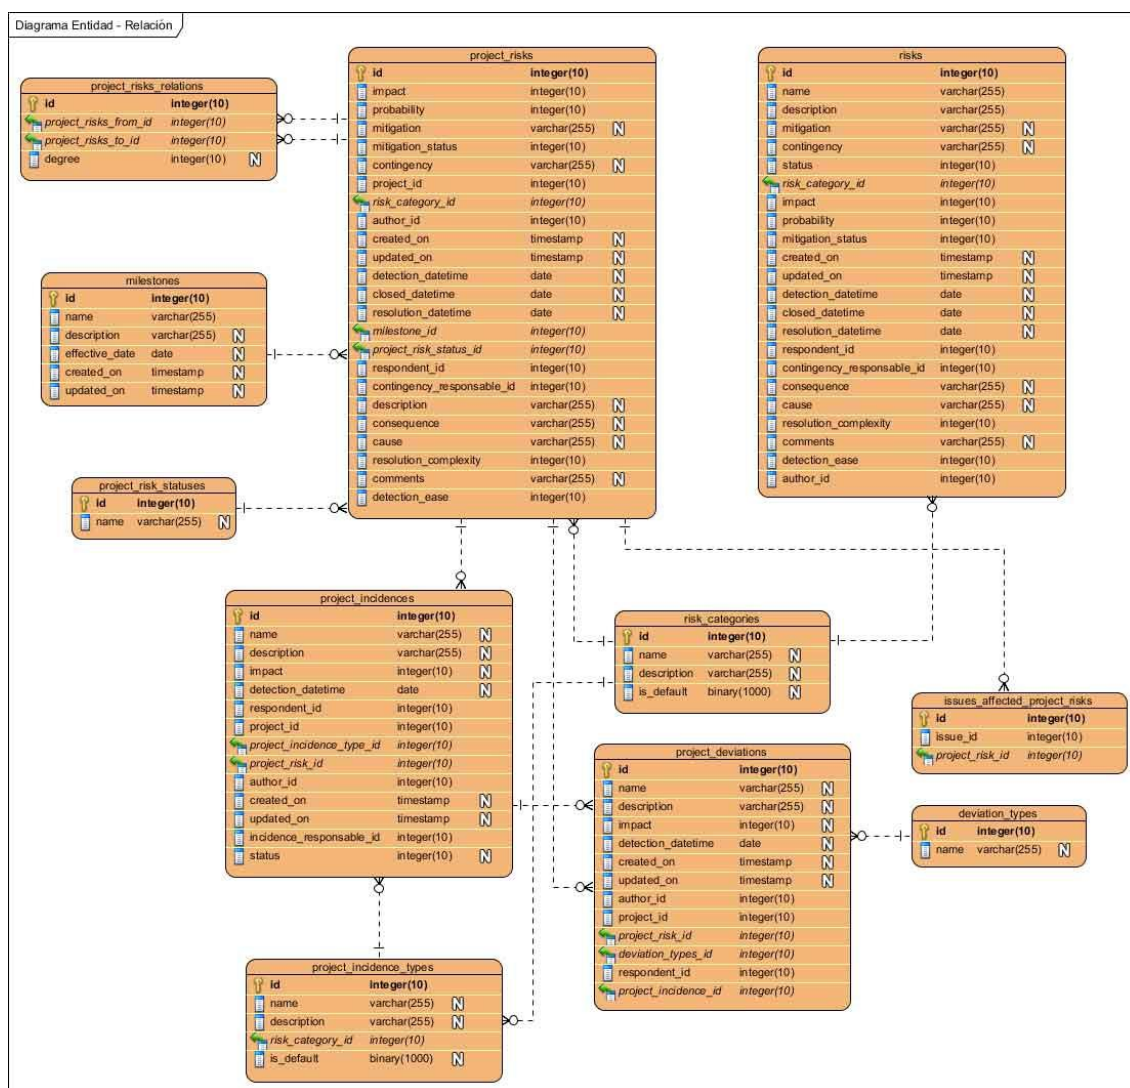 Diagrama Entidad - Relación
project_risks_relations
id integer(10)
project_risks_from_id integer(10)
project_risks_to_id integer(10)
degree integer(10) N
project_risks
id integer(10)
impact integer(10)
probability integer(10)
mitigation varchar(255) N
mitigation_status integer(10)
contingency varchar(255) N
project_id integer(10)
risk_category_id integer(10)
author_id integer(10)
created_on timestamp N
updated_on timestamp N
detection_datetime date N
closed_datetime date N
resolution_datetime date N
milestone_id integer(10)
project_risk_status_id integer(10)
respondent_id integer(10)
contingency_responsable_id integer(10)
description varchar(255) N
consequence varchar(255) N
cause varchar(255) N
resolution_complexity integer(10)
comments varchar(255) N
detection_ease integer(10)
risks
id integer(10)
name varchar(255)
description varchar(255)
mitigation varchar(255) N
contingency varchar(255) N
status integer(10)
risk_category_id integer(10)
impact integer(10)
probability integer(10)
mitigation_status integer(10)
created_on timestamp N
updated_on timestamp N
detection_datetime date N
closed_datetime date N
resolution_datetime date N
respondent_id integer(10)
contingency_responsable_id integer(10)
consequence varchar(255) N
cause varchar(255) N
resolution_complexity integer(10)
comments varchar(255) N
detection_ease integer(10)
author_id integer(10)
milestones
id integer(10)
name varchar(255)
description varchar(255) N
effective_date date N
created_on timestamp N
updated_on timestamp N
project_risk_statuses
id integer(10)
name varchar(255) N
project_incidences
id integer(10)
name varchar(255) N
description varchar(255) N
impact integer(10) N
detection_datetime date N
respondent_id integer(10)
project_id integer(10)
project_incidence_type_id integer(10)
project_risk_id integer(10)
author_id integer(10)
created_on timestamp N
updated_on timestamp N
incidence_responsable_id integer(10)
status integer(10) N
risk_categories
id integer(10)
name varchar(255) N
description varchar(255) N
is_default binary(1000) N
issues_affected_project_risks
id integer(10)
issue_id integer(10)
project_risk_id integer(10)
project_deviations
id integer(10)
name varchar(255) N
description varchar(255) N
impact integer(10) N
detection_datetime date N
created_on timestamp N
updated_on timestamp N
author_id integer(10)
project_id integer(10)
project_risk_id integer(10)
deviation_types_id integer(10)
respondent_id integer(10)
project_incidence_id integer(10)
deviation_types
id integer(10)
name varchar(255) N
project_incidence_types
id integer(10)
name varchar(255) N
description varchar(255) N
risk_category_id integer(10)
is_default binary(1000) N